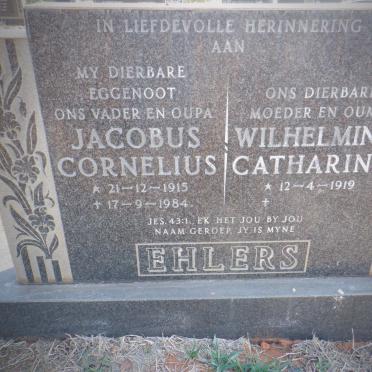 IN LIEFDEVOLLE HERINNERING
AAN
MY DIERBARE
EGGENOOT
ONS VADER EN OUPA
JACOBUS
CORNELIUS
* 21-12-1915
† 17-9-1984
ONS DIERBARE
MOEDER EN OUMA
WILHELMIN
CATHARIN
* 12-4-1919
†
JES. 43:1. EK HET JOU BY JOU
NAAM GEROEP, JY IS MYNE
EHLERS